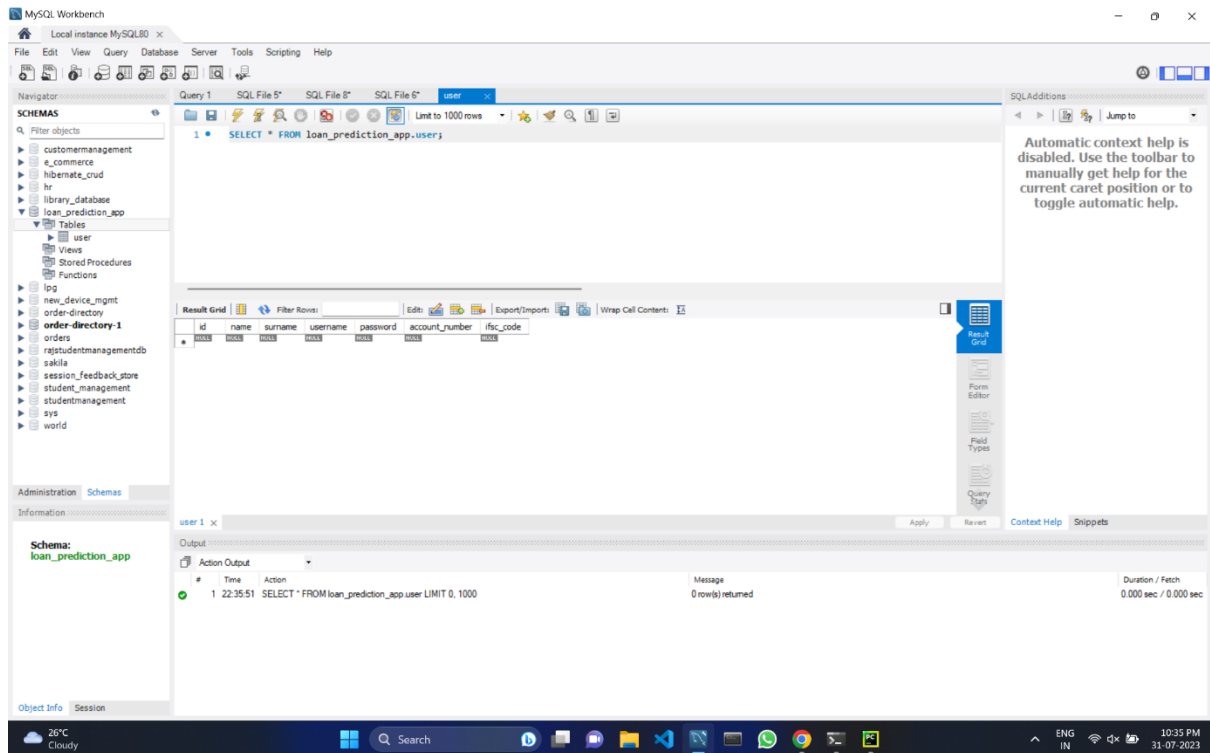 MySQL Workbench
Local instance MySQL80
File Edit View Query Database Server Tools Scripting Help
Navigator
SCHEMAS
Filter objects
customermanagement
e_commerce
hibernate_crud
hr
library_database
loan_prediction_app
Tables
user
Views
Stored Procedures
Functions
lpg
new_device_mgmt
order-directory
order-directory-1
orders
rajstudentmanagementdb
sakila
session_feedback_store
student_management
studentmanagement
sys
world
Administration Schemas
Information
Schema:
loan_prediction_app
Object Info Session
Query 1 SQL File 5* SQL File 8* SQL File 6* user
Limit to 1000 rows
1 SELECT * FROM loan_prediction_app.user;
Result Grid Filter Rows: Edit: Export/Import: Wrap Cell Content:
id name surname username password account_number ifsc_code
NULL NULL NULL NULL NULL NULL NULL
Result Grid
Form Editor
Field Types
Query Stats
user 1 Apply Revert
Output
Action Output
# Time Action Message Duration / Fetch
1 22:35:51 SELECT * FROM loan_prediction_app.user LIMIT 0, 1000 0 row(s) returned 0.000 sec / 0.000 sec
SQLAdditions
Jump to
Automatic context help is
disabled. Use the toolbar to
manually get help for the
current caret position or to
toggle automatic help.
Context Help Snippets
26°C
Cloudy
Search
ENG
IN
10:35 PM
31-07-2023